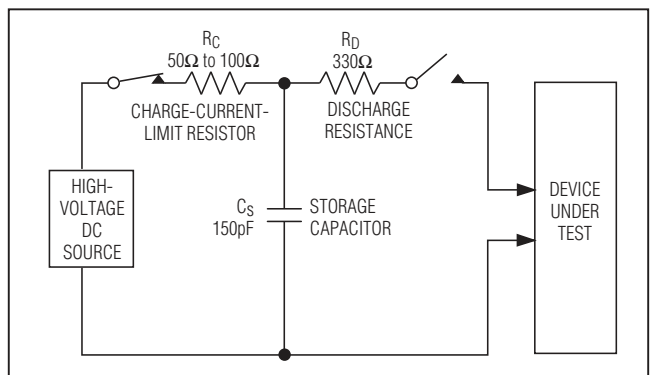 R_C
50Ω to 100Ω
CHARGE-CURRENT-
LIMIT RESISTOR
R_D
330Ω
DISCHARGE
RESISTANCE
HIGH-
VOLTAGE
DC
SOURCE
C_S
150pF
STORAGE
CAPACITOR
DEVICE
UNDER
TEST